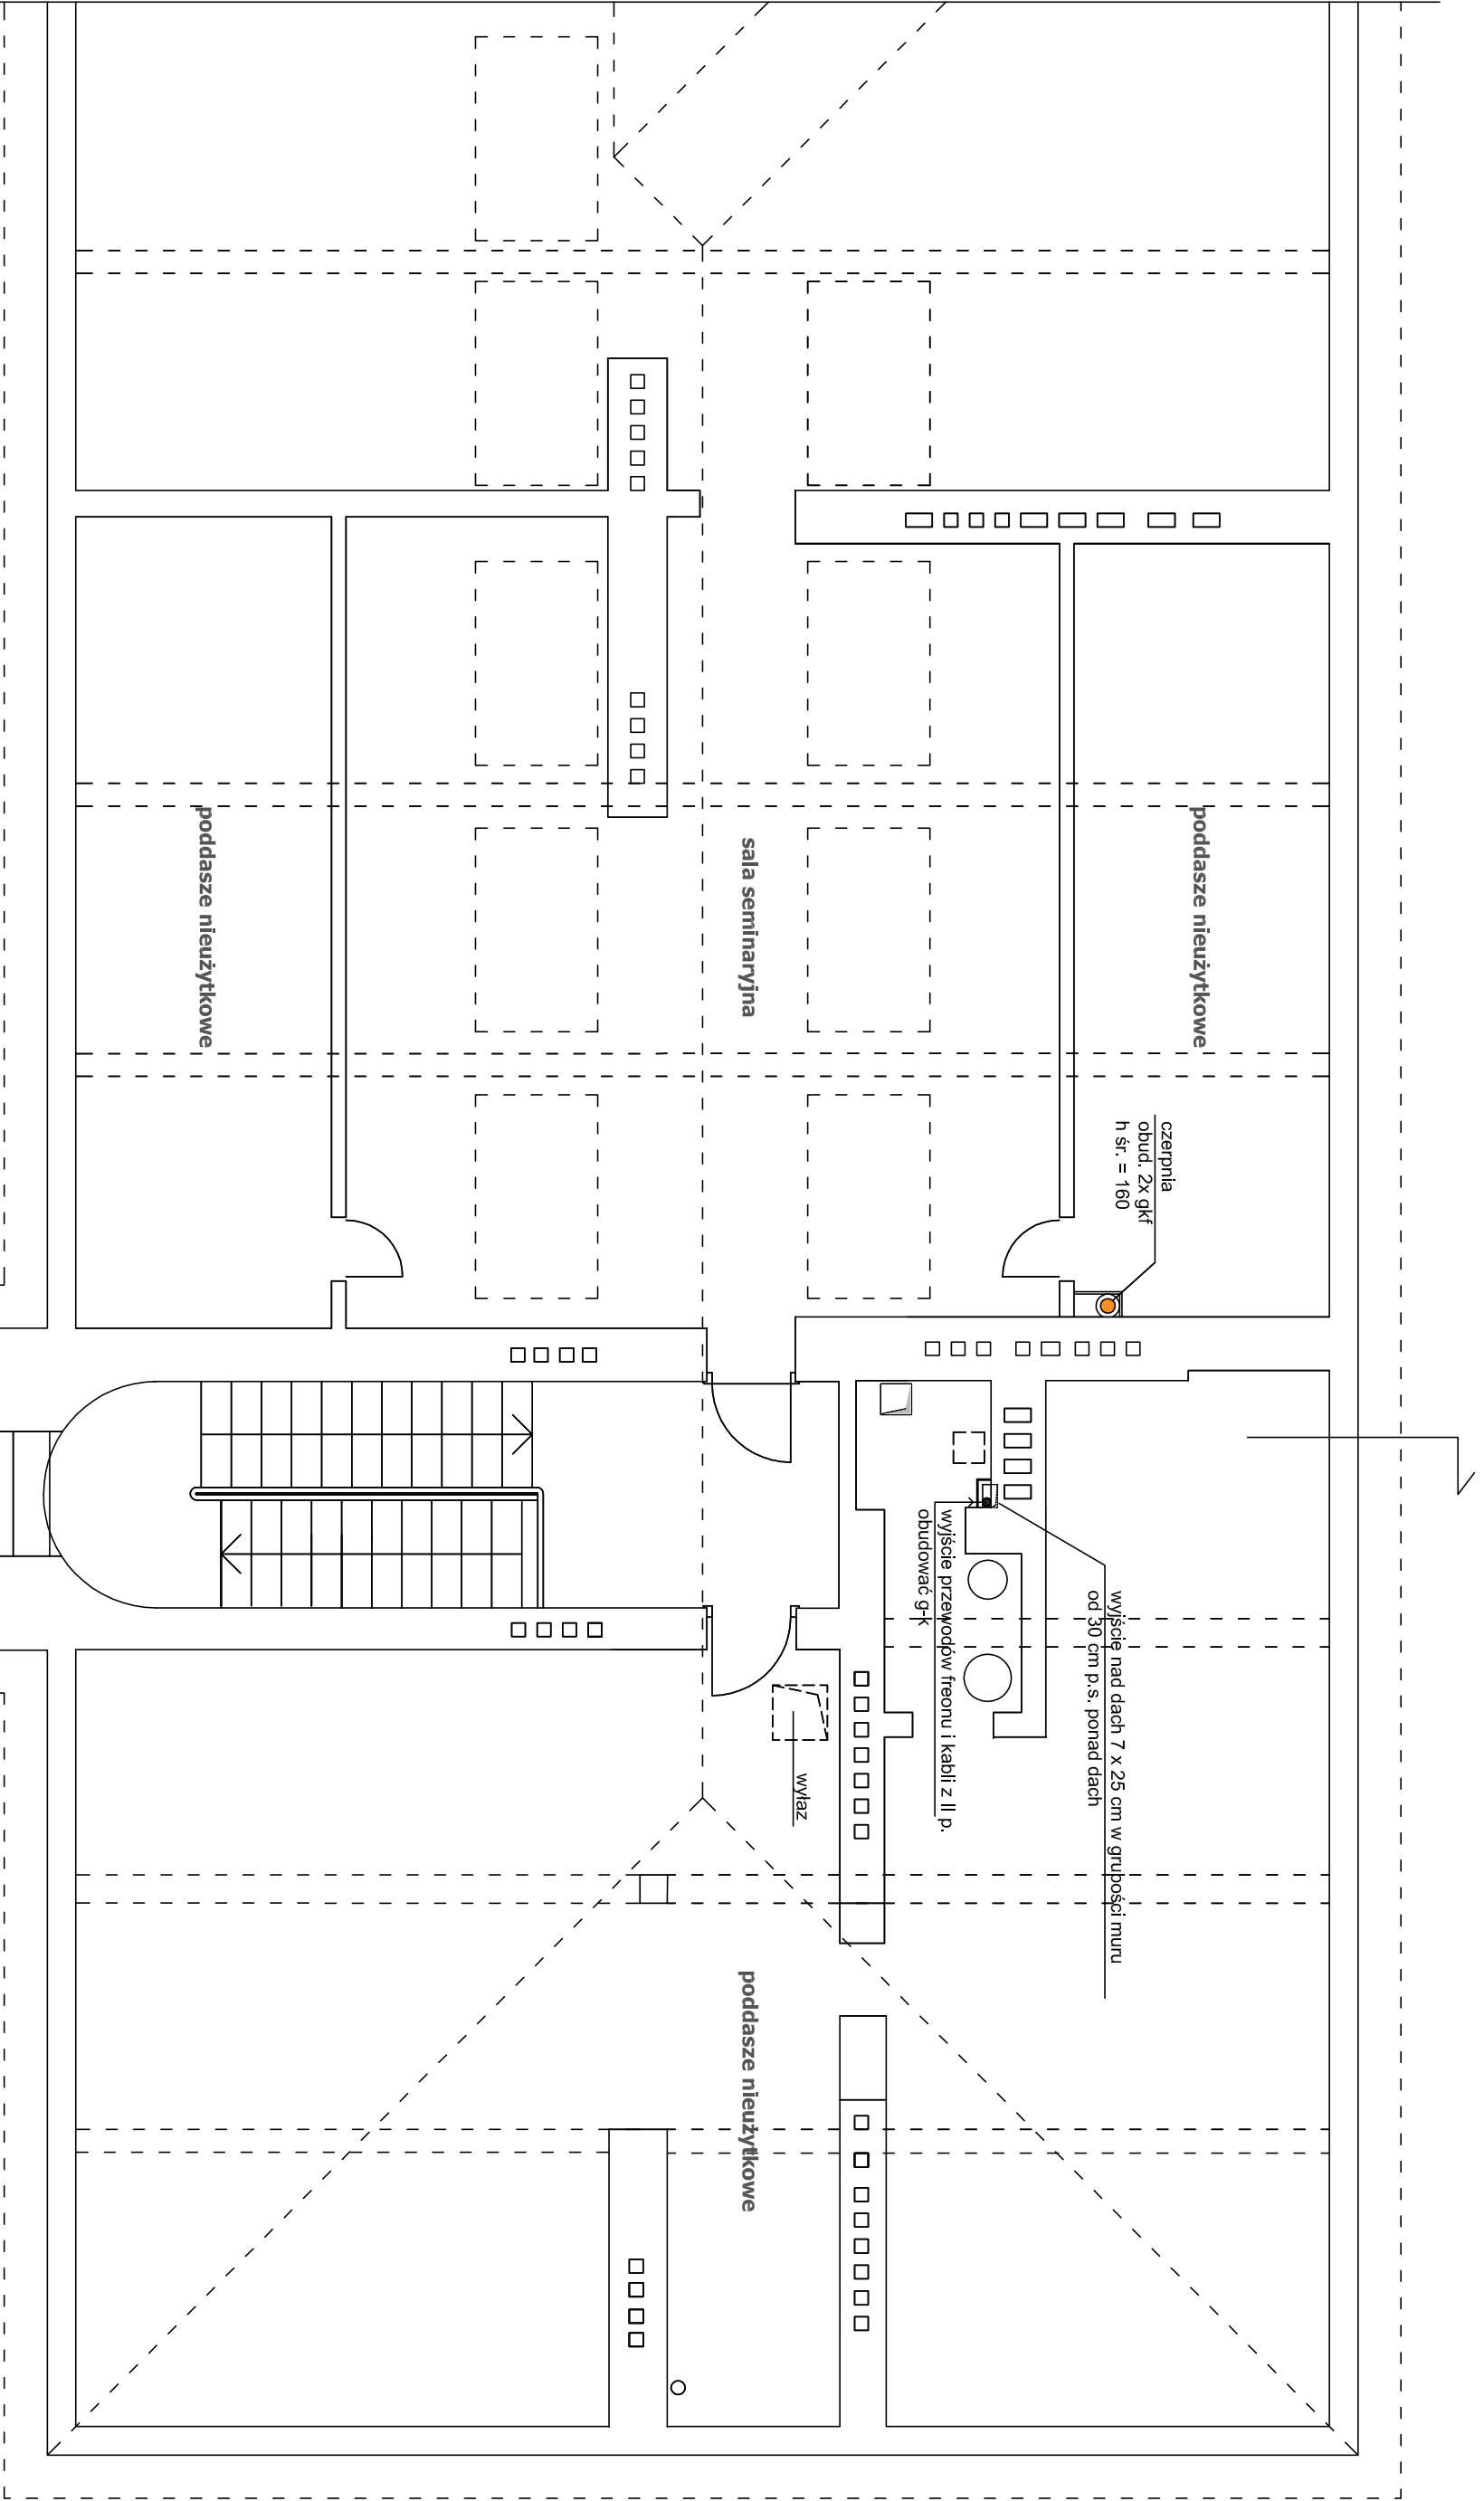 poddasze nieużytkowe
sala seminaryjna
poddasze nieużytkowe
czerpnia
obud. 2x gkf
h śr. = 160
wyjście przewodów freonu i kabli z II p.
obudować g-k
wyjście nad dach 7 x 25 cm w grubości muru
od 30 cm p.s. ponad dach
wyłaz
poddasze nieużytkowe